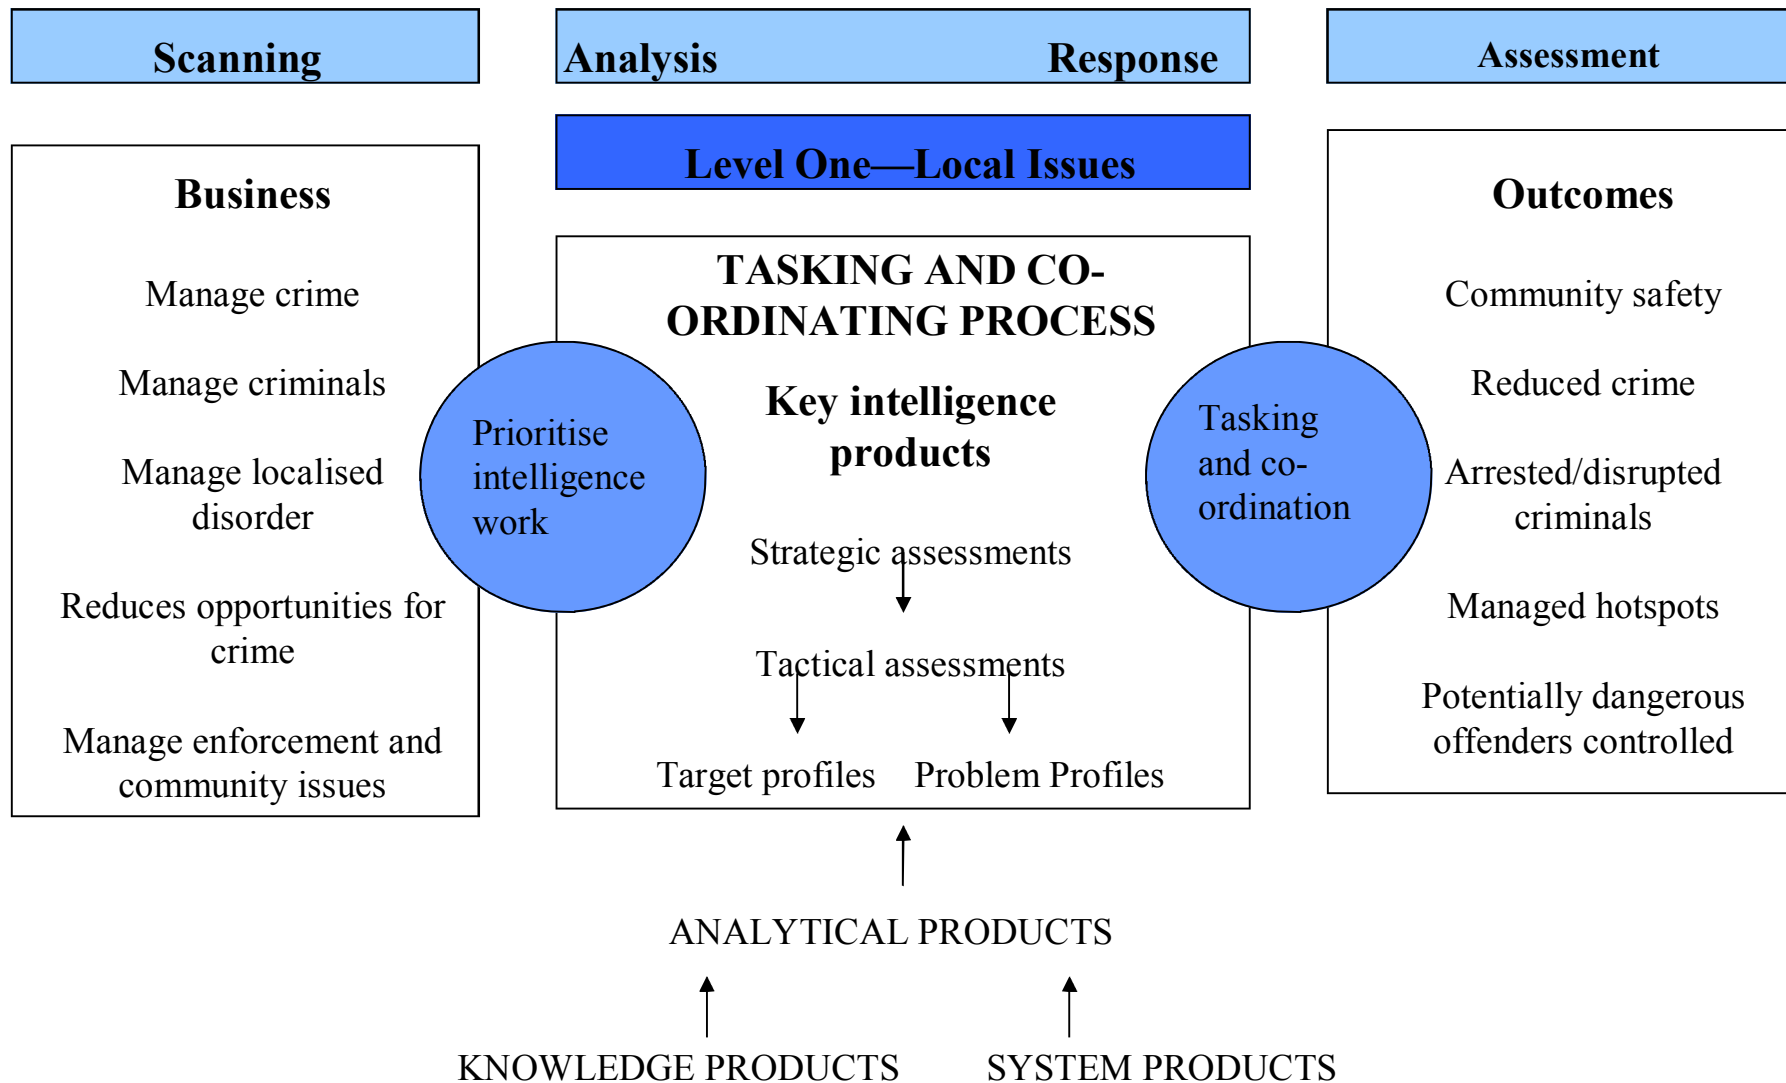 Scanning
Analysis
Response
Assessment
Level One—Local Issues
Business
Manage crime
Manage criminals
Manage localised
disorder
Reduces opportunities for
crime
Manage enforcement and
community issues
Prioritise
intelligence
work
TASKING AND CO-
ORDINATING PROCESS
Key intelligence
products
Strategic assessments
Tactical assessments
Target profiles
Problem Profiles
Tasking
and co-
ordination
Outcomes
Community safety
Reduced crime
Arrested/disrupted
criminals
Managed hotspots
Potentially dangerous
offenders controlled
ANALYTICAL PRODUCTS
KNOWLEDGE PRODUCTS
SYSTEM PRODUCTS